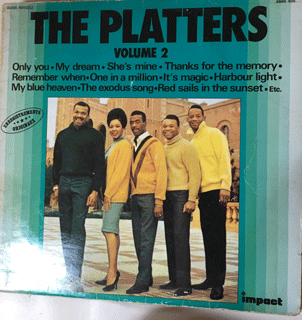 THE PLATTERS
VOLUME 2
Only you • My dream • She's mine • Thanks for the memory •
Remember when • One in a million • It's magic • Harbour light •
My blue heaven • The exodus song • Red sails in the sunset • Etc.
ENREGISTREMENTS
ORIGINAUX
impact